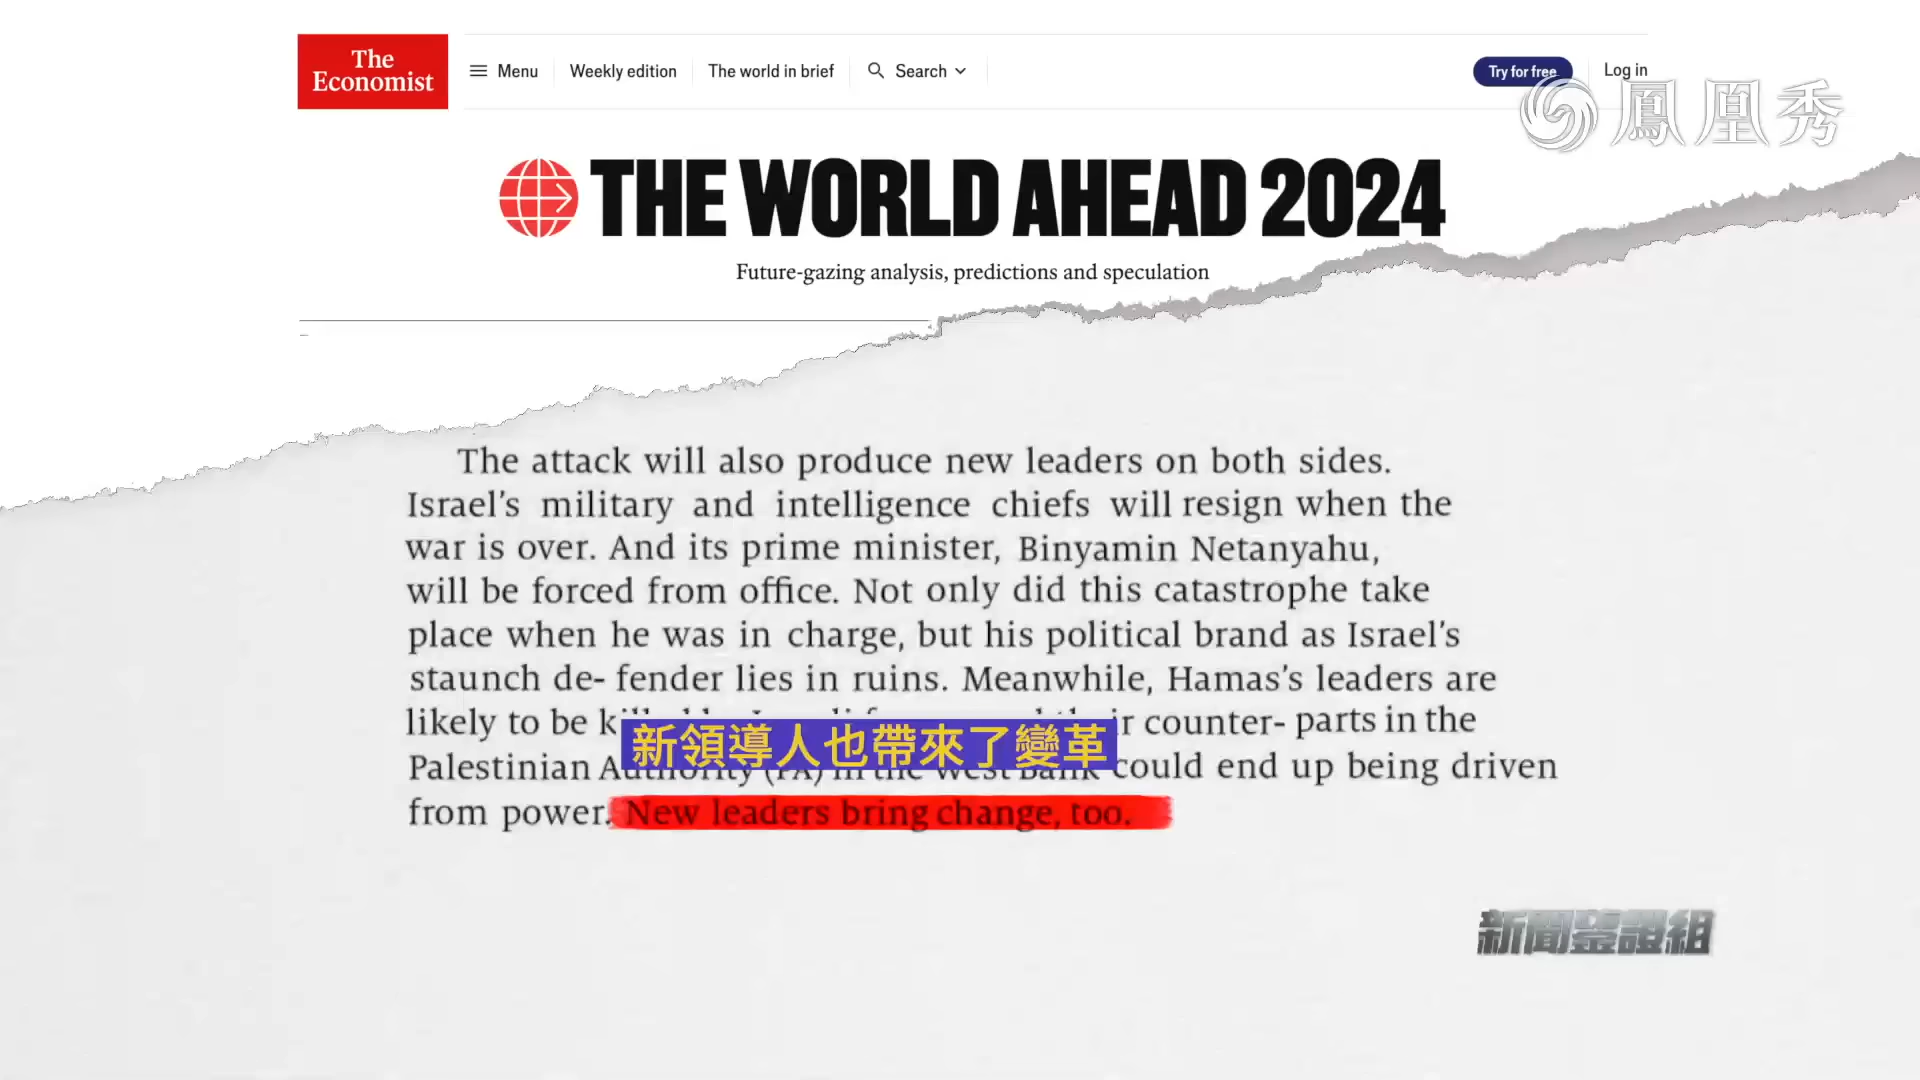 The Economist
Menu
Weekly edition
The world in brief
Search
Try for free
Log in
鳳凰秀
THE WORLD AHEAD 2024
Future-gazing analysis, predictions and speculation
The attack will also produce new leaders on both sides.
Israel’s military and intelligence chiefs will resign when the
war is over. And its prime minister, Binyamin Netanyahu,
will be forced from office. Not only did this catastrophe take
place when he was in charge, but his political brand as Israel’s
staunch de- fender lies in ruins. Meanwhile, Hamas’s leaders are
likely to be counter- parts in the
新領導人也帶來了變革
Palestinian Authority (PA) in the West Bank could end up being driven
from power. New leaders bring change, too.
新聞鑒證組